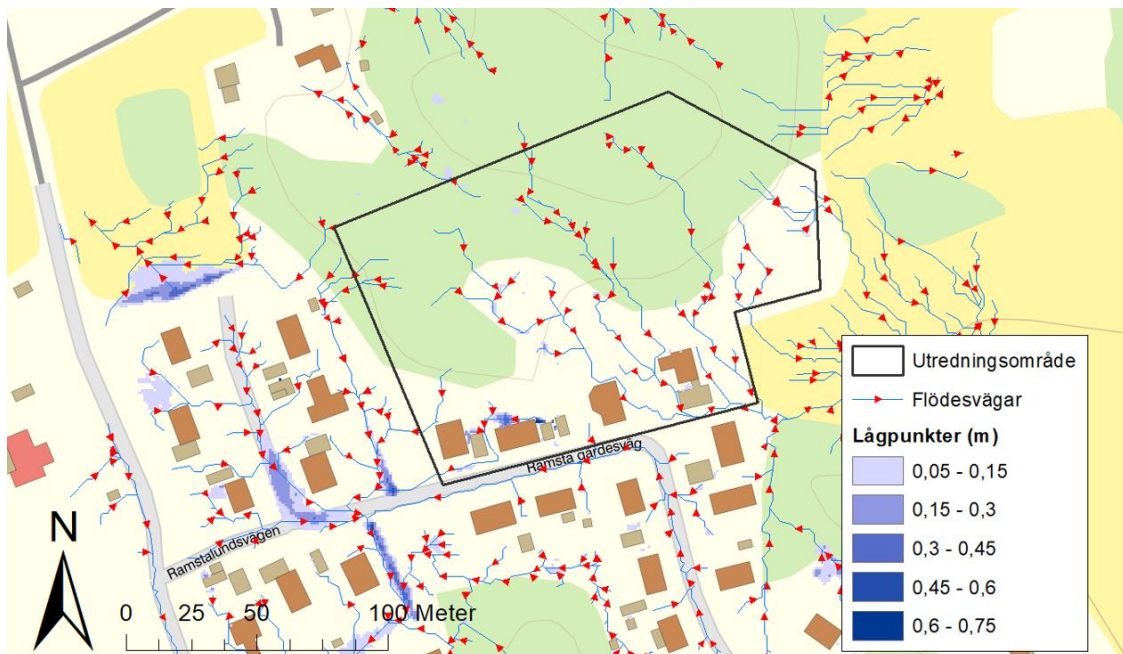 Ramsta gärdesväg
Ramstalundsvägen
N
0 25 50 100 Meter
Utredningsområde
Flödesvägar
Lågpunkter (m)
0,05 - 0,15
0,15 - 0,3
0,3 - 0,45
0,45 - 0,6
0,6 - 0,75